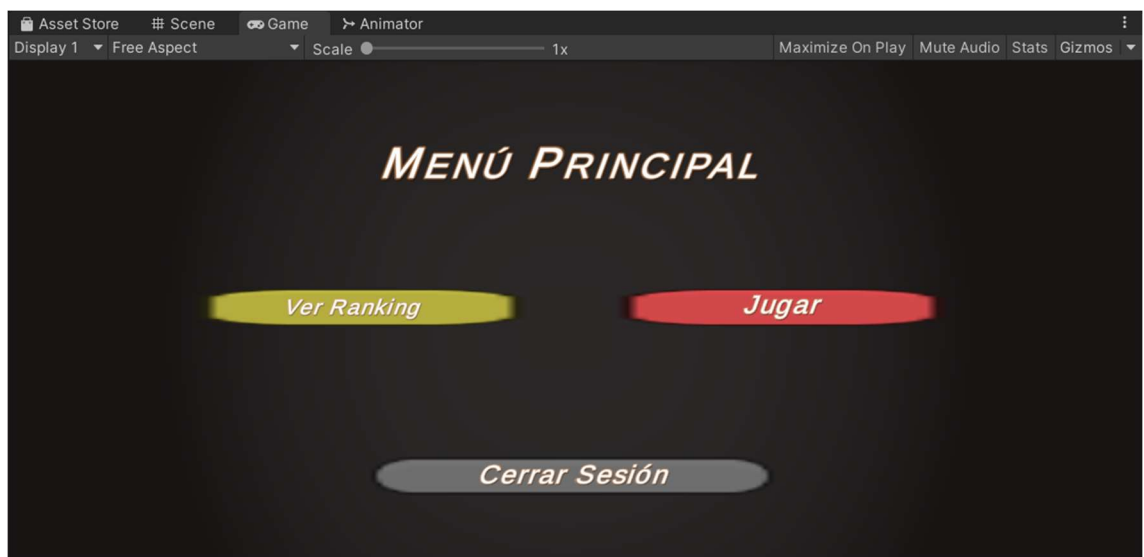 Asset Store Scene Game Animator
Display 1 Free Aspect Scale 1x Maximize On Play Mute Audio Stats Gizmos
MENÚ PRINCIPAL
Ver Ranking Jugar
Cerrar Sesión